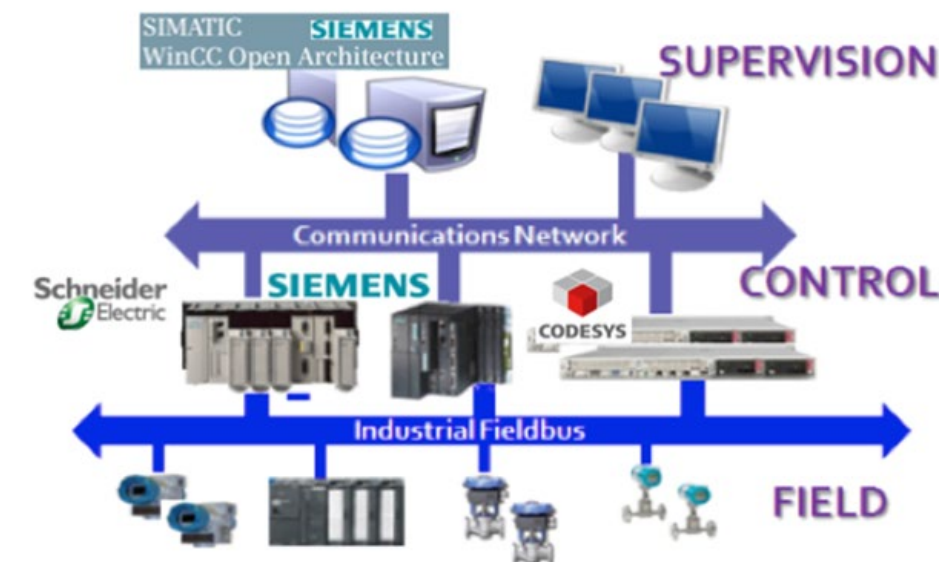 SIMATIC SIEMENS
WinCC Open Architecture
SUPERVISION
Communications Network
Schneider
Electric
SIEMENS
CODESYS
CONTROL
Industrial Fieldbus
FIELD